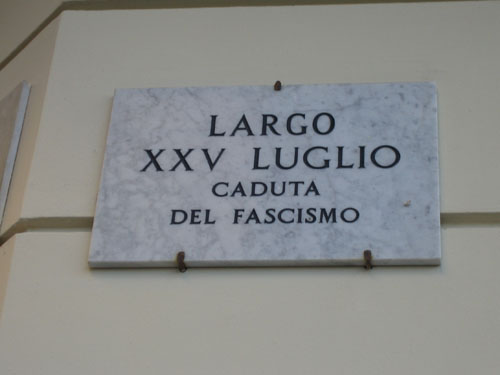 LARGO
XXV LUGLIO
CADUTA
DEL FASCISMO